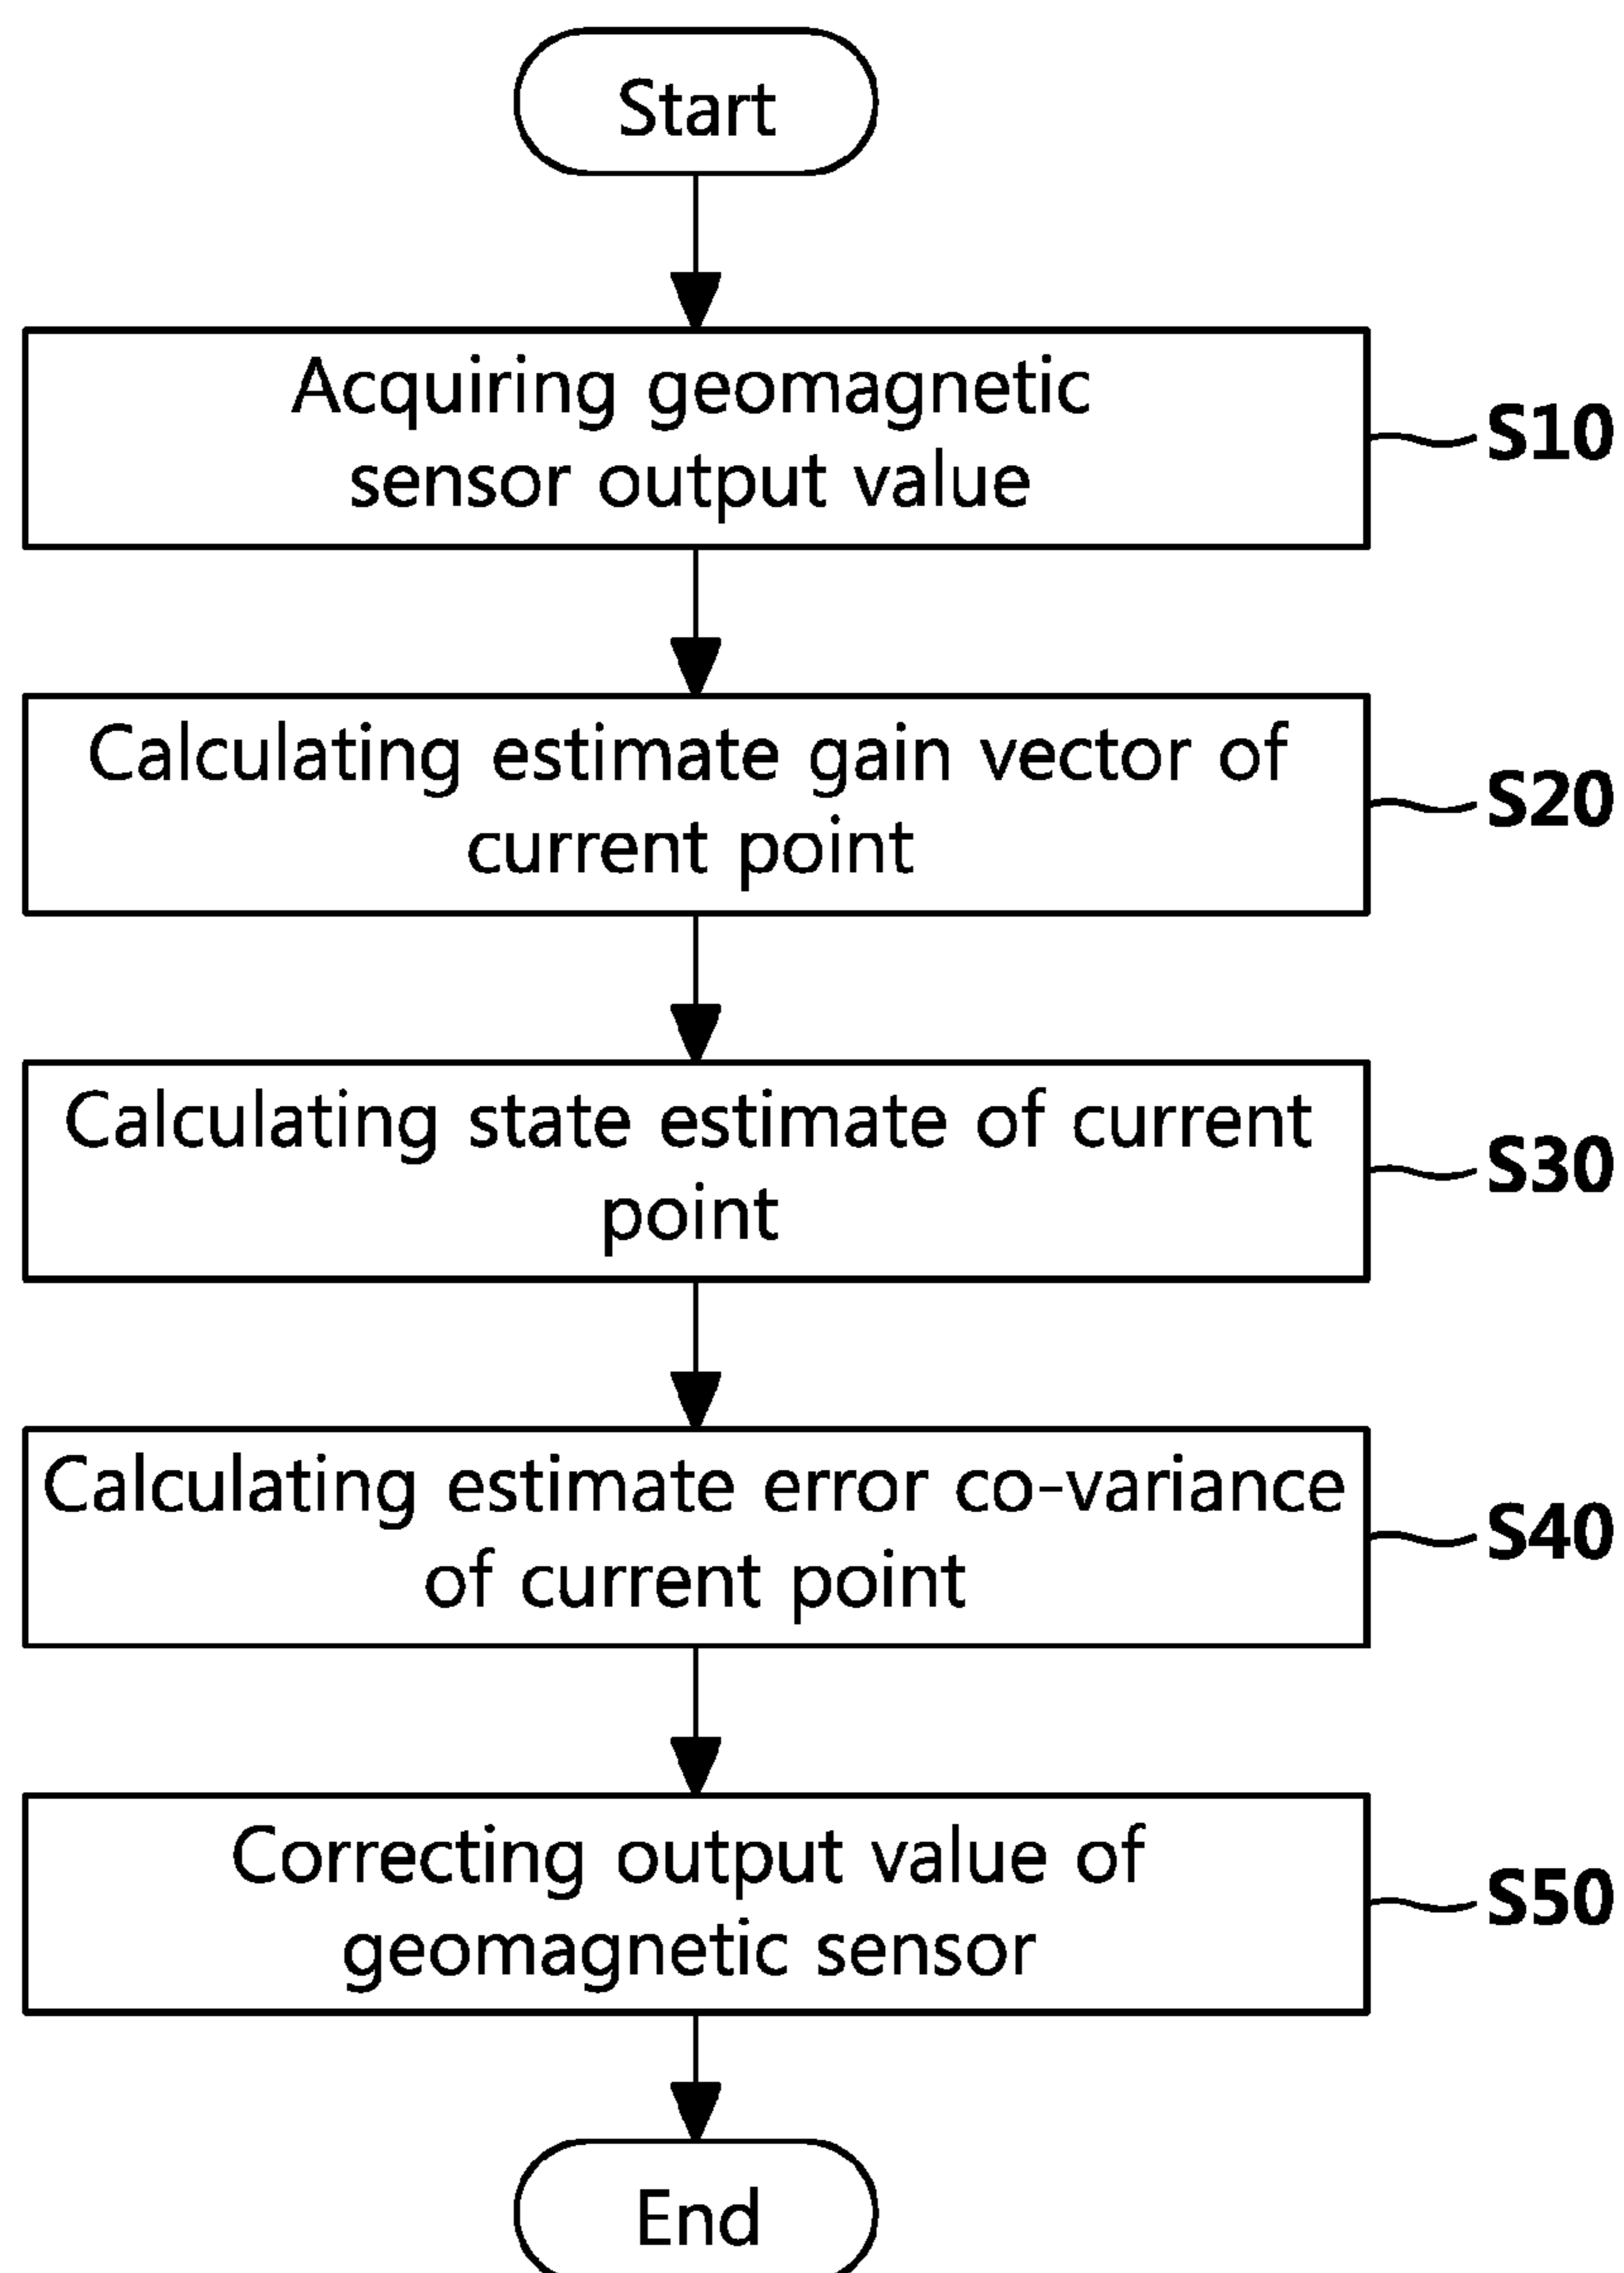 Start
Acquiring geomagnetic
sensor output value
S10
Calculating estimate gain vector of
current point
S20
Calculating state estimate of current
point
S30
Calculating estimate error co-variance
of current point
S40
Correcting output value of
geomagnetic sensor
S50
End